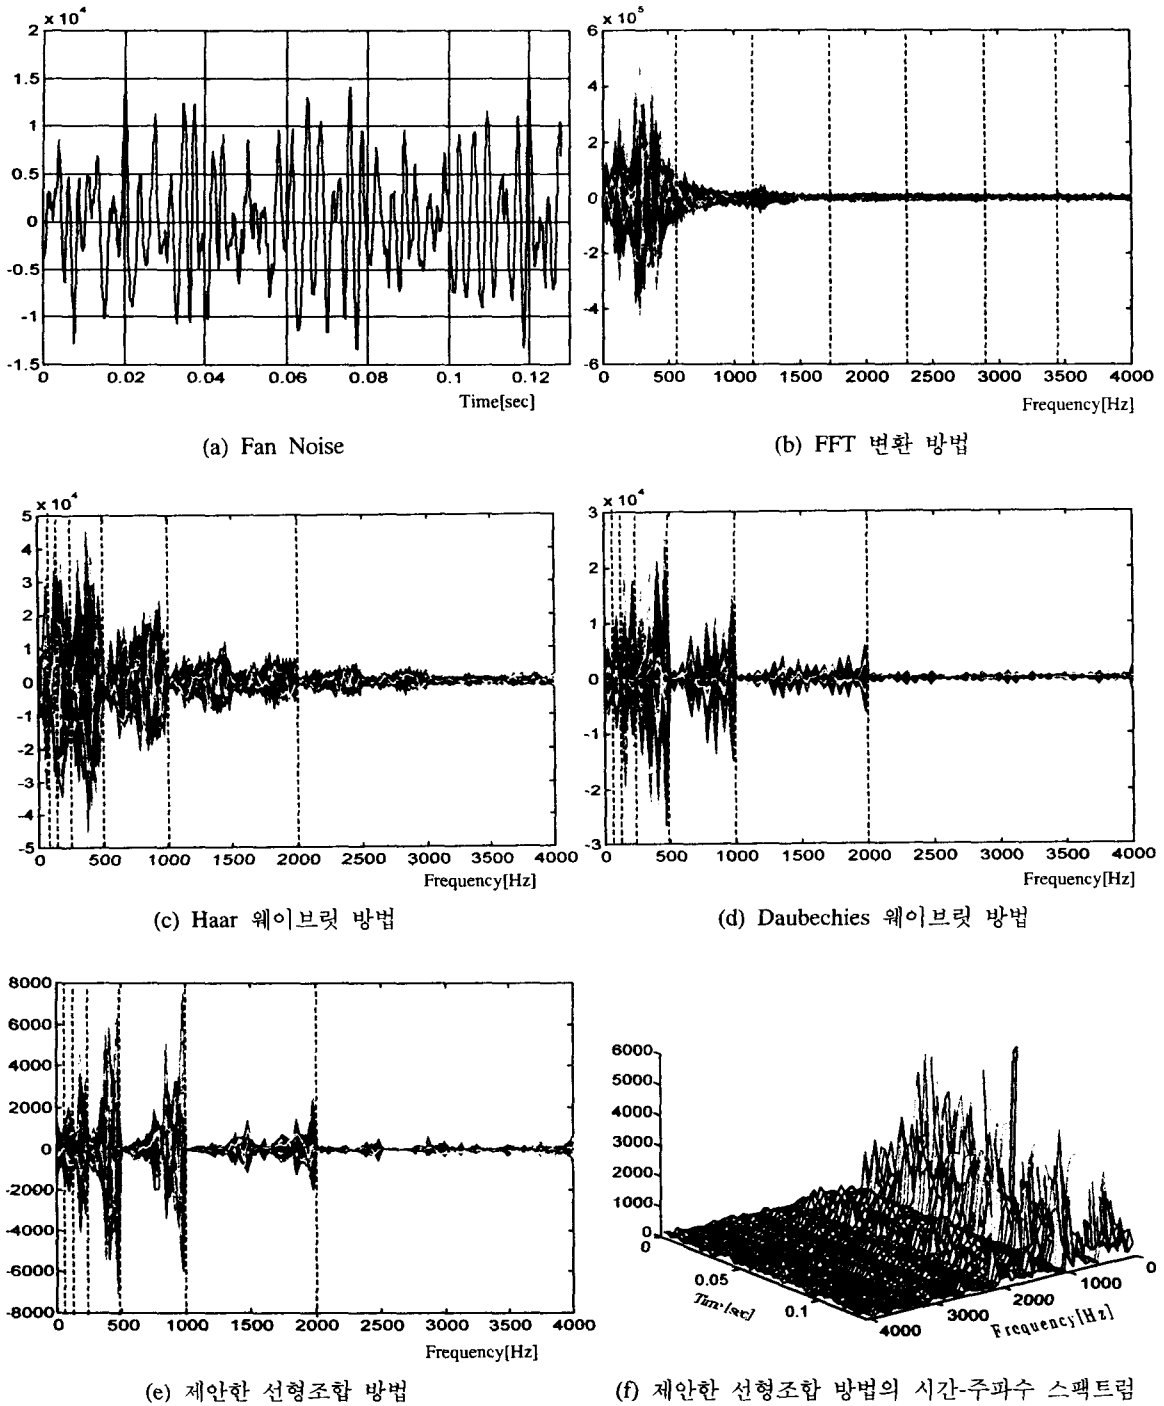 x 10⁴
2
1.5
1
0.5
0
-0.5
-1
-1.5
0 0.02 0.04 0.06 0.08 0.1 0.12
Time[sec]
(a) Fan Noise
x 10⁵
6
4
2
0
-2
-4
-6
0 500 1000 1500 2000 2500 3000 3500 4000
Frequency[Hz]
(b) FFT 변환 방법
x 10⁴
5
4
3
2
1
0
-1
-2
-3
-4
-5
0 500 1000 1500 2000 2500 3000 3500 4000
Frequency[Hz]
(c) Haar 웨이브릿 방법
x 10⁴
3
2
1
0
-1
-2
-3
0 500 1000 1500 2000 2500 3000 3500 4000
Frequency[Hz]
(d) Daubechies 웨이브릿 방법
8000
6000
4000
2000
0
-2000
-4000
-6000
-8000
0 500 1000 1500 2000 2500 3000 3500 4000
Frequency[Hz]
(e) 제안한 선형조합 방법
6000
5000
4000
3000
2000
1000
0
0 0.05 0.1
Time[sec]
4000 3000 2000 1000 0
Frequency[Hz]
(f) 제안한 선형조합 방법의 시간-주파수 스팩트럼